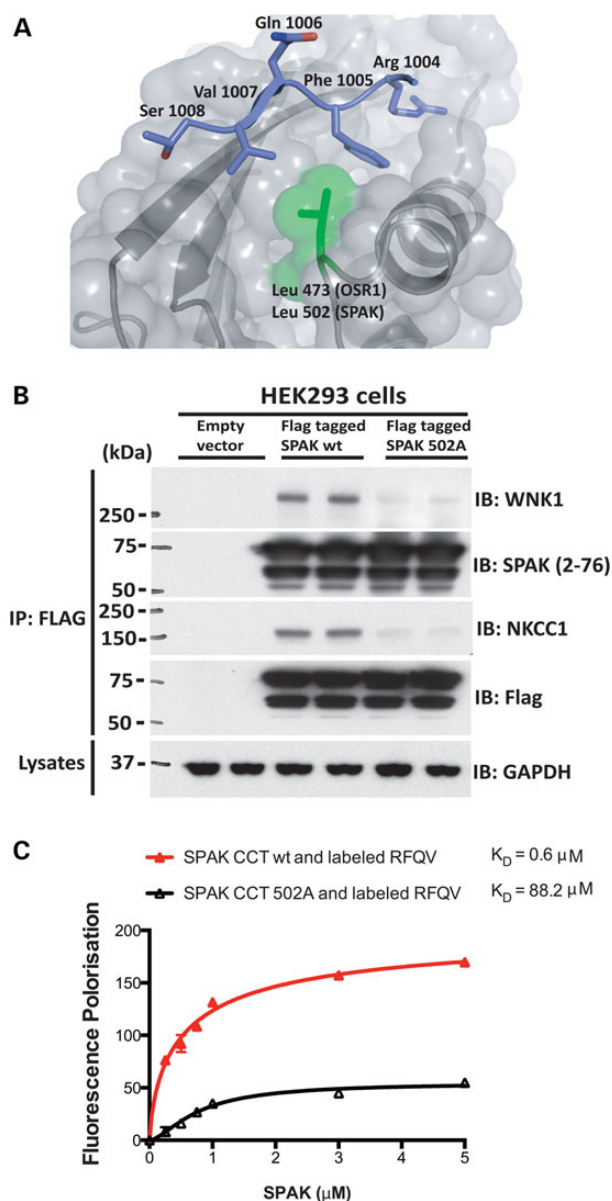 A
Gln 1006
Arg 1004
Val 1007
Phe 1005
Ser 1008
Leu 473 (OSR1)
Leu 502 (SPAK)
B
HEK293 cells
Empty vector
Flag tagged SPAK wt
Flag tagged SPAK 502A
(kDa)
IP: FLAG
250
IB: WNK1
75
50
IB: SPAK (2-76)
250
150
IB: NKCC1
75
50
IB: Flag
Lysates
37
IB: GAPDH
C
SPAK CCT wt and labeled RFQV K_D = 0.6 µM
SPAK CCT 502A and labeled RFQV K_D = 88.2 µM
Fluorescence Polorisation
200
150
100
50
0
0 1 2 3 4 5
SPAK (µM)